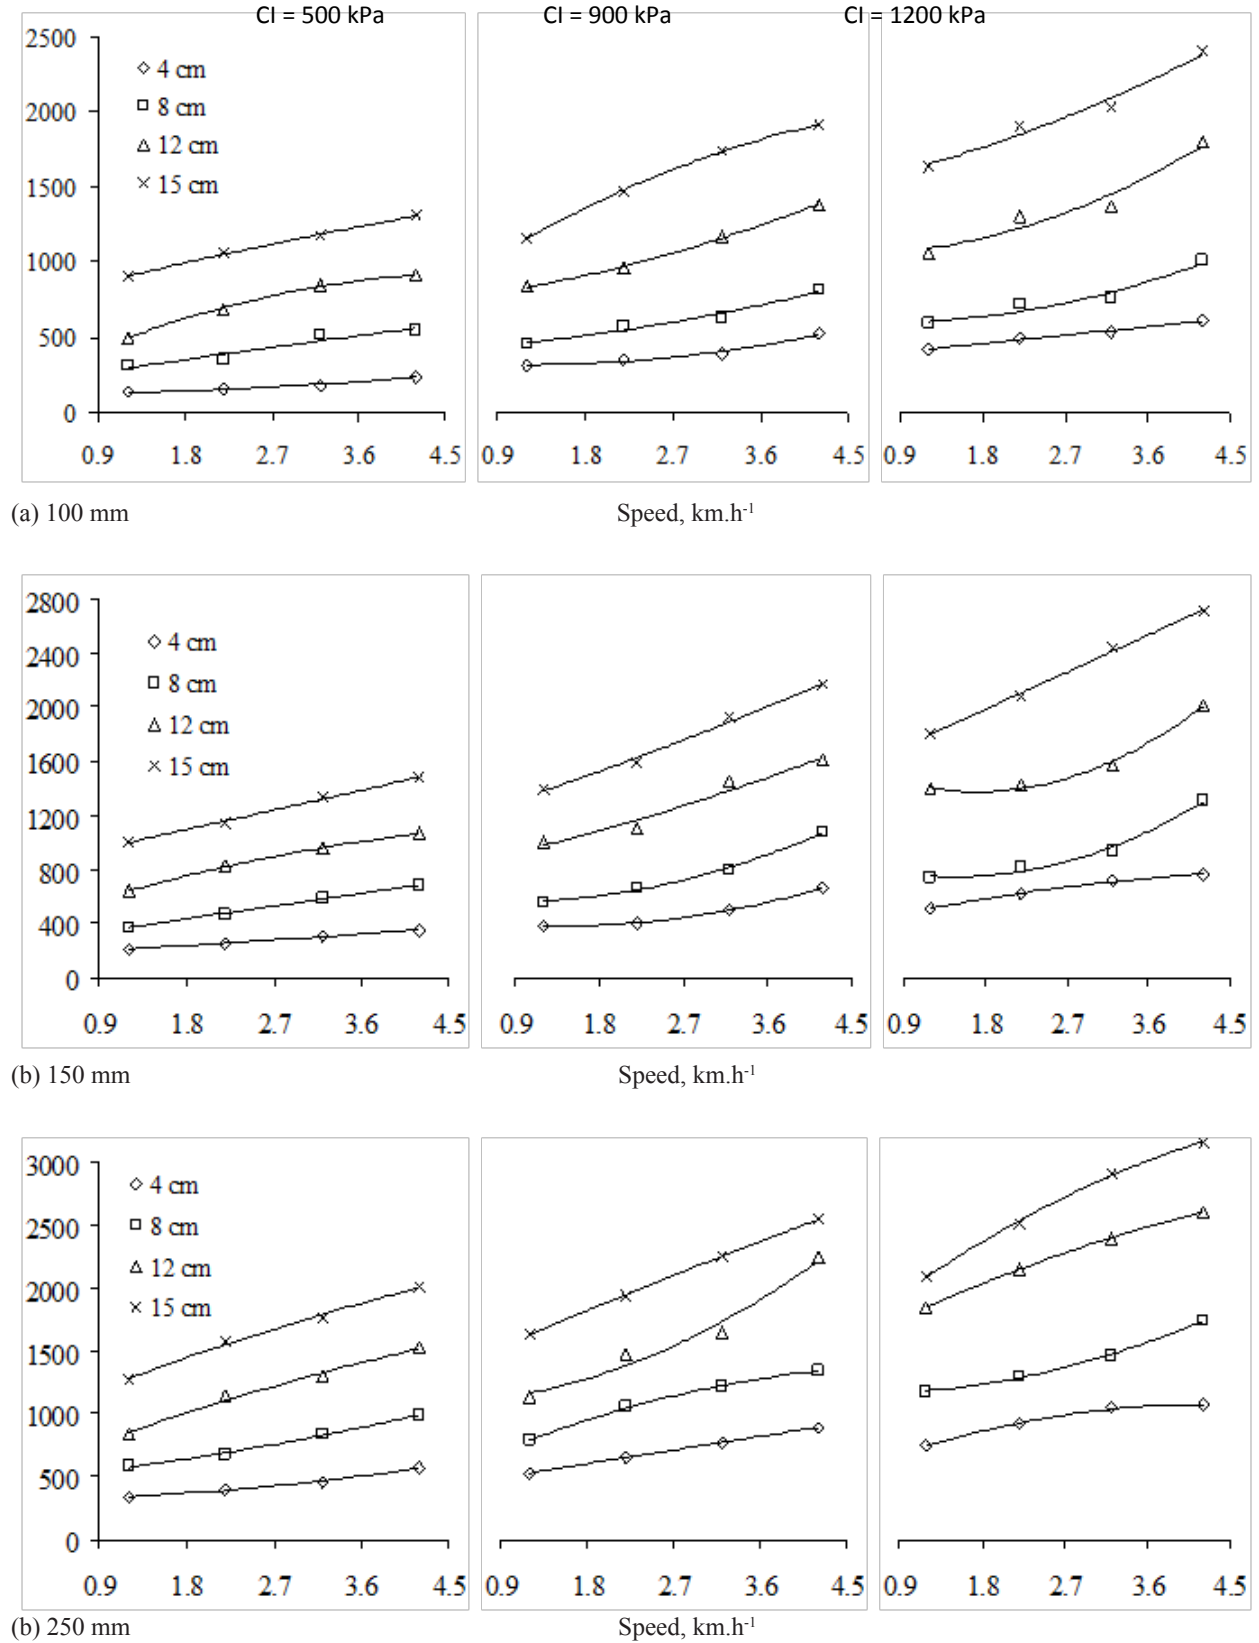 CI = 500 kPa CI = 900 kPa CI = 1200 kPa
2500
2000
1500
1000
500
0
4 cm
8 cm
12 cm
15 cm
0.9 1.8 2.7 3.6 4.5 0.9 1.8 2.7 3.6 4.5 0.9 1.8 2.7 3.6 4.5
(a) 100 mm Speed, km.h-1
2800
2400
2000
1600
1200
800
400
0
4 cm
8 cm
12 cm
15 cm
0.9 1.8 2.7 3.6 4.5 0.9 1.8 2.7 3.6 4.5 0.9 1.8 2.7 3.6 4.5
(b) 150 mm Speed, km.h-1
3000
2500
2000
1500
1000
500
0
4 cm
8 cm
12 cm
15 cm
0.9 1.8 2.7 3.6 4.5 0.9 1.8 2.7 3.6 4.5 0.9 1.8 2.7 3.6 4.5
(b) 250 mm Speed, km.h-1